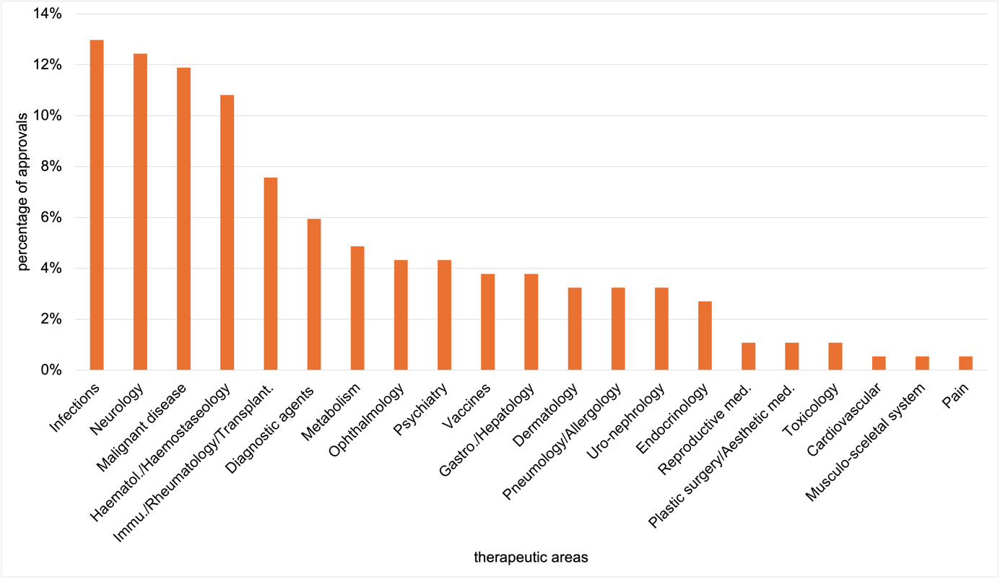 14%
12%
10%
8%
6%
4%
2%
0%
percentage of approvals
Infections
Neurology
Malignant disease
Haematol./Haemostaseology
Immu./Rheumatology/Transplant.
Diagnostic agents
Metabolism
Ophthalmology
Psychiatry
Vaccines
Gastro./Hepatology
Dermatology
Pneumology/Allergology
Uro-nephrology
Endocrinology
Reproductive med.
Plastic surgery/Aesthetic med.
Toxicology
Cardiovascular
Musculo-sceletal system
Pain
therapeutic areas